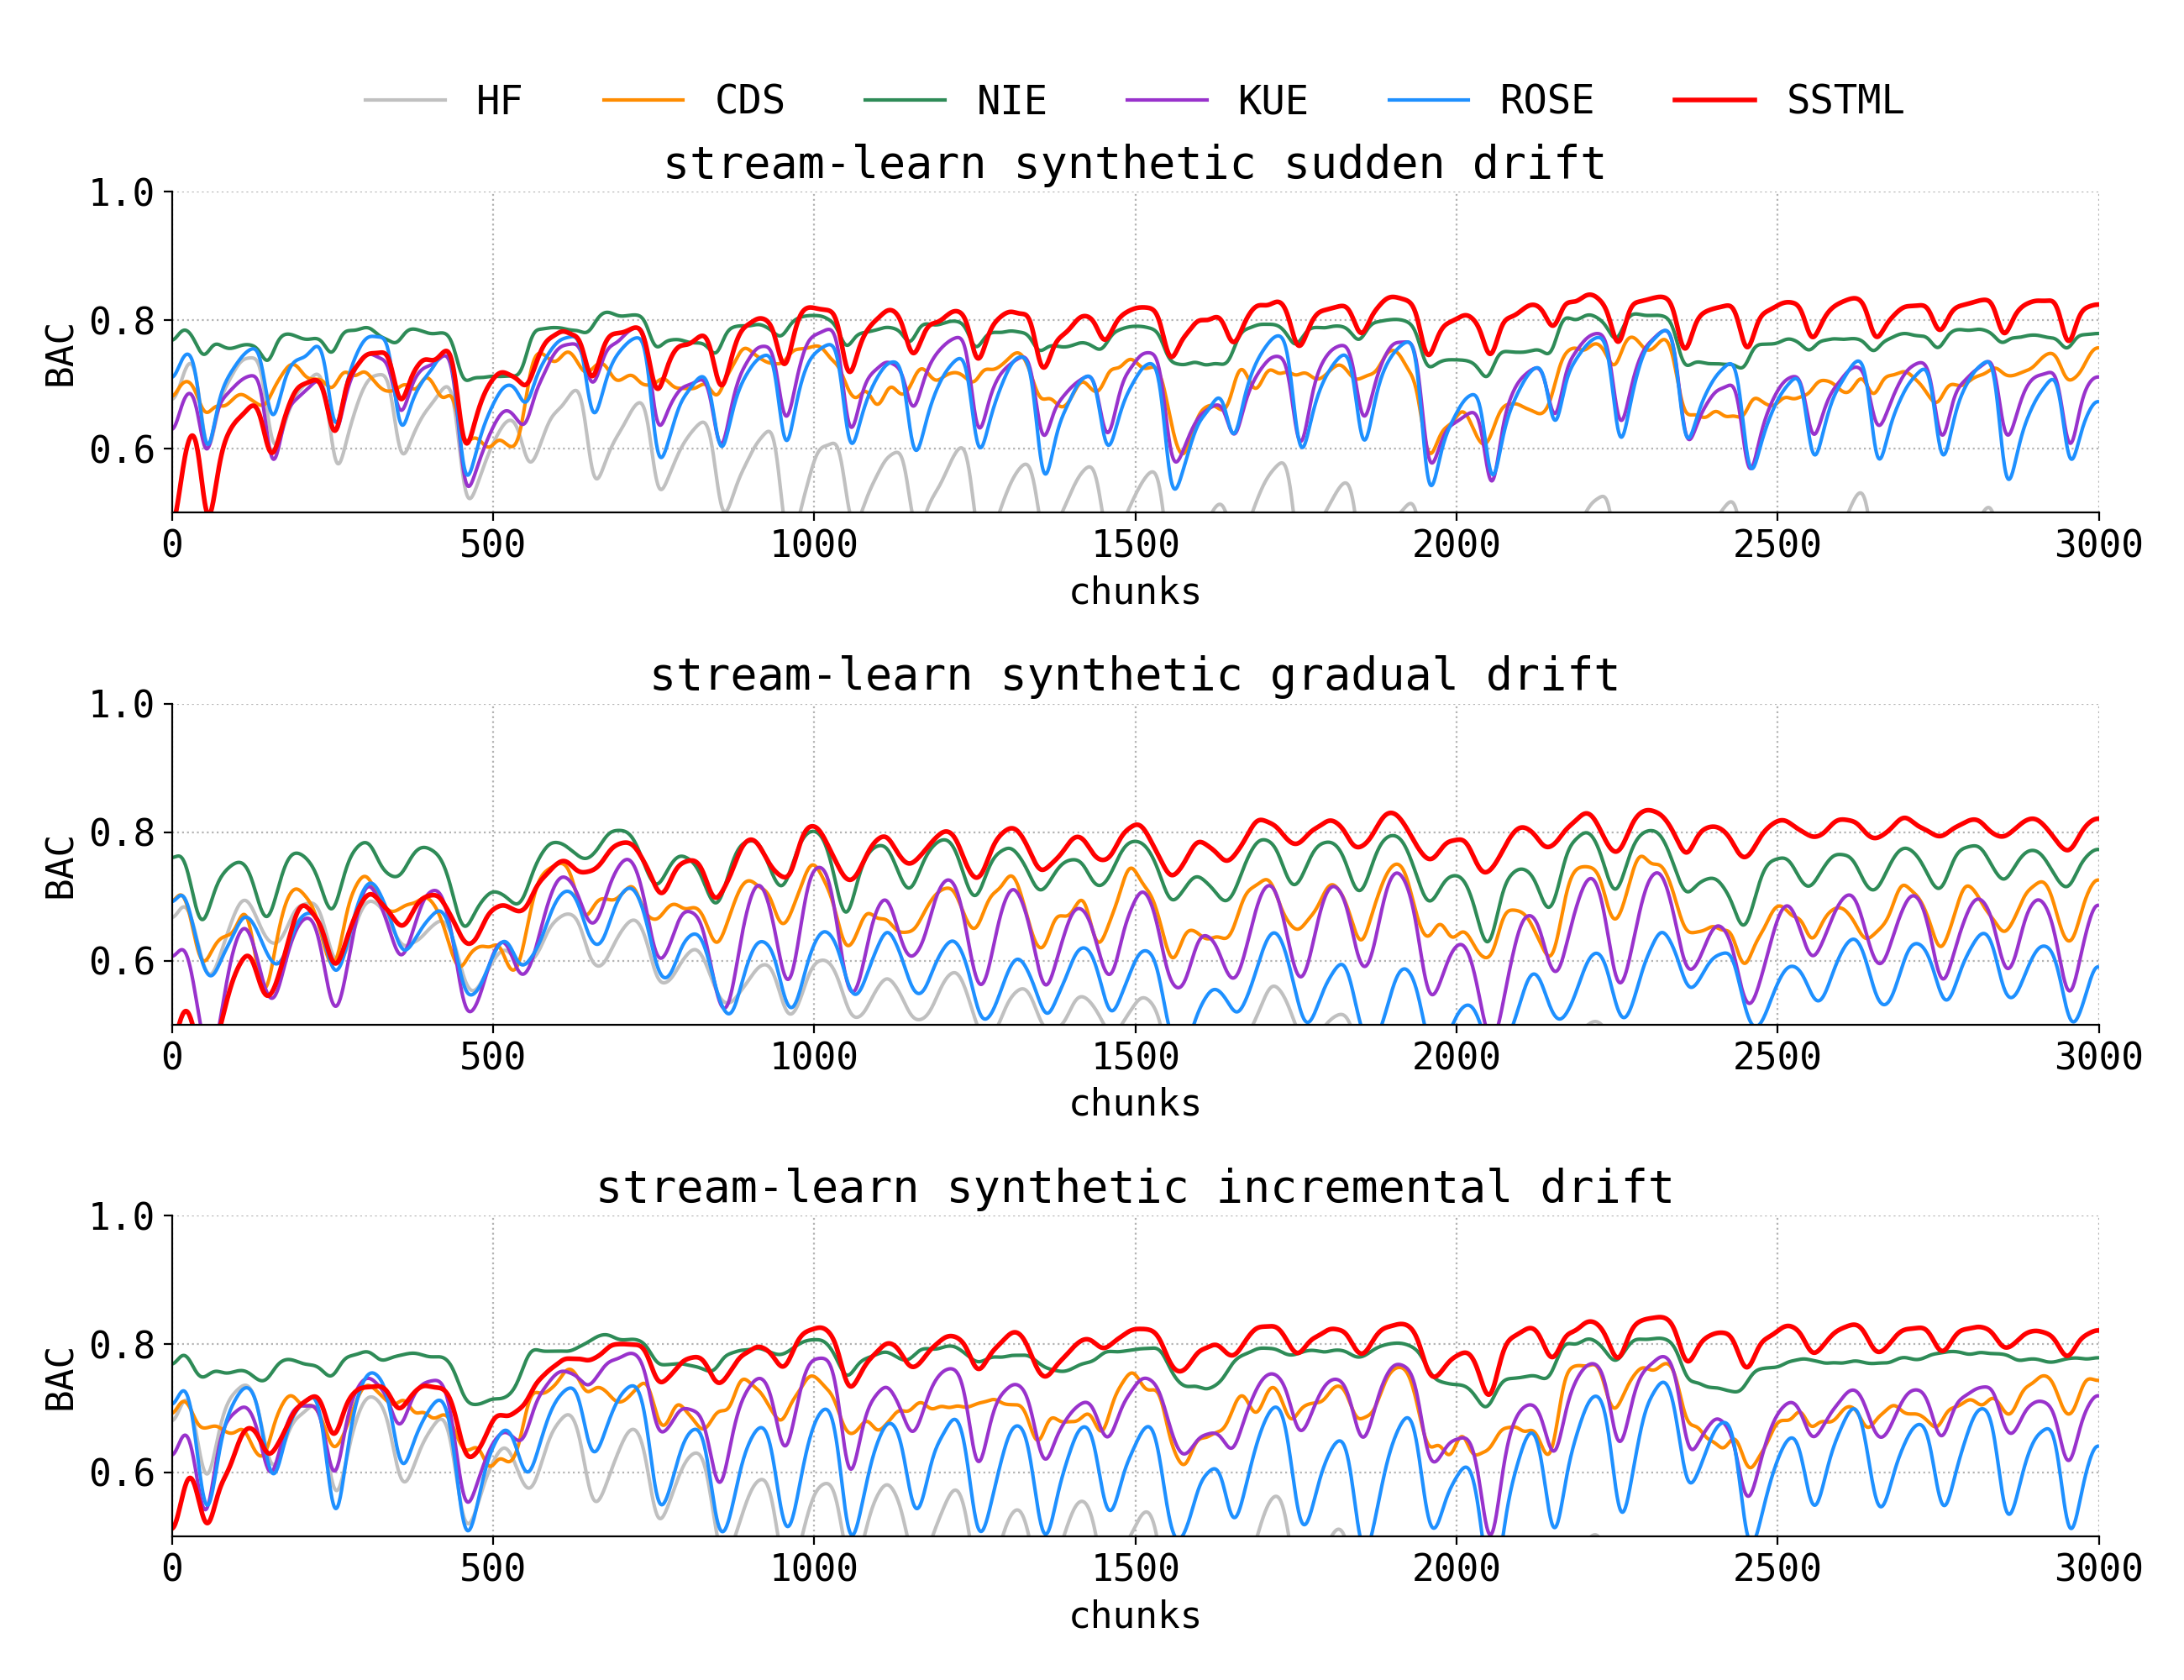 HF CDS NIE KUE ROSE SSTML
stream-learn synthetic sudden drift
1.0
0.8
0.6
BAC
0 500 1000 1500 2000 2500 3000
chunks
stream-learn synthetic gradual drift
1.0
0.8
0.6
BAC
0 500 1000 1500 2000 2500 3000
chunks
stream-learn synthetic incremental drift
1.0
0.8
0.6
BAC
0 500 1000 1500 2000 2500 3000
chunks